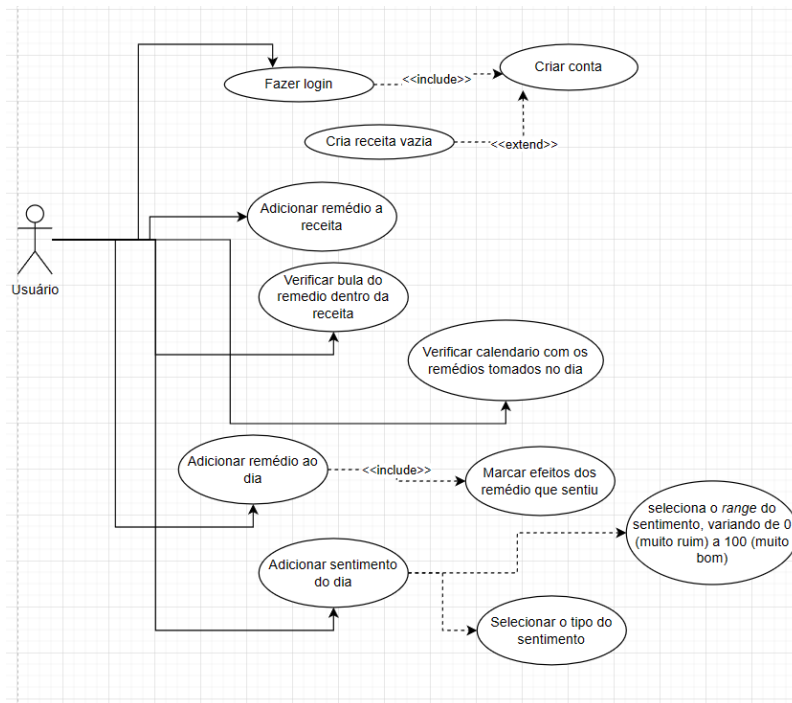 Fazer login
<<include>>
Criar conta
Cria receita vazia
<<extend>>
Adicionar remédio a
receita
Usuário
Verificar bula do
remedio dentro da
receita
Verificar calendario com os
remédios tomados no dia
Adicionar remédio ao
dia
<<include>>
Marcar efeitos dos
remédio que sentiu
seleciona o range do
sentimento, variando de 0
(muito ruim) a 100 (muito
bom)
Adicionar sentimento
do dia
Selecionar o tipo do
sentimento